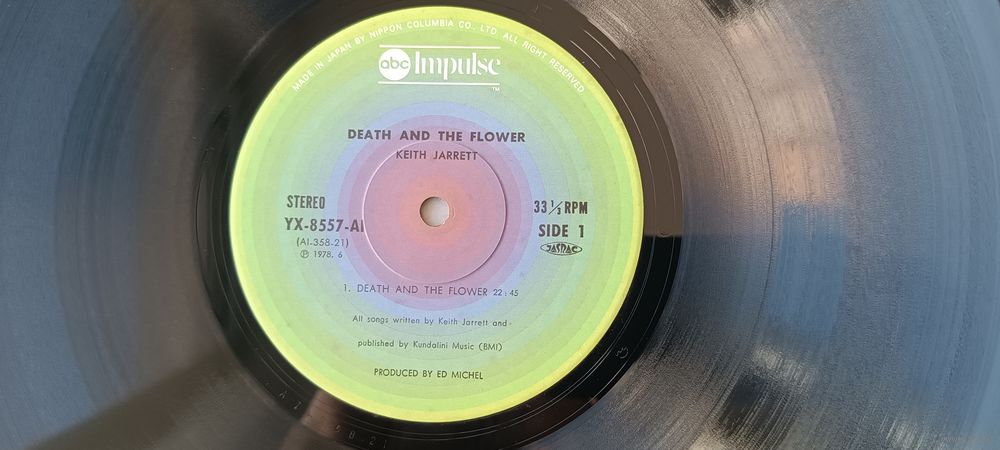 MADE IN JAPAN BY NIPPON COLUMBIA CO., LTD. ALL RIGHT RESERVED
abc Impulse
TM
DEATH AND THE FLOWER
KEITH JARRETT
STEREO
YX-8557-AI
(AI-358-21)
Ⓟ 1978. 6
33 1/3 RPM
SIDE 1
JASRAC
1. DEATH AND THE FLOWER 22:45
All songs written by Keith Jarrett and
published by Kundalini Music (BMI)
PRODUCED BY ED MICHEL